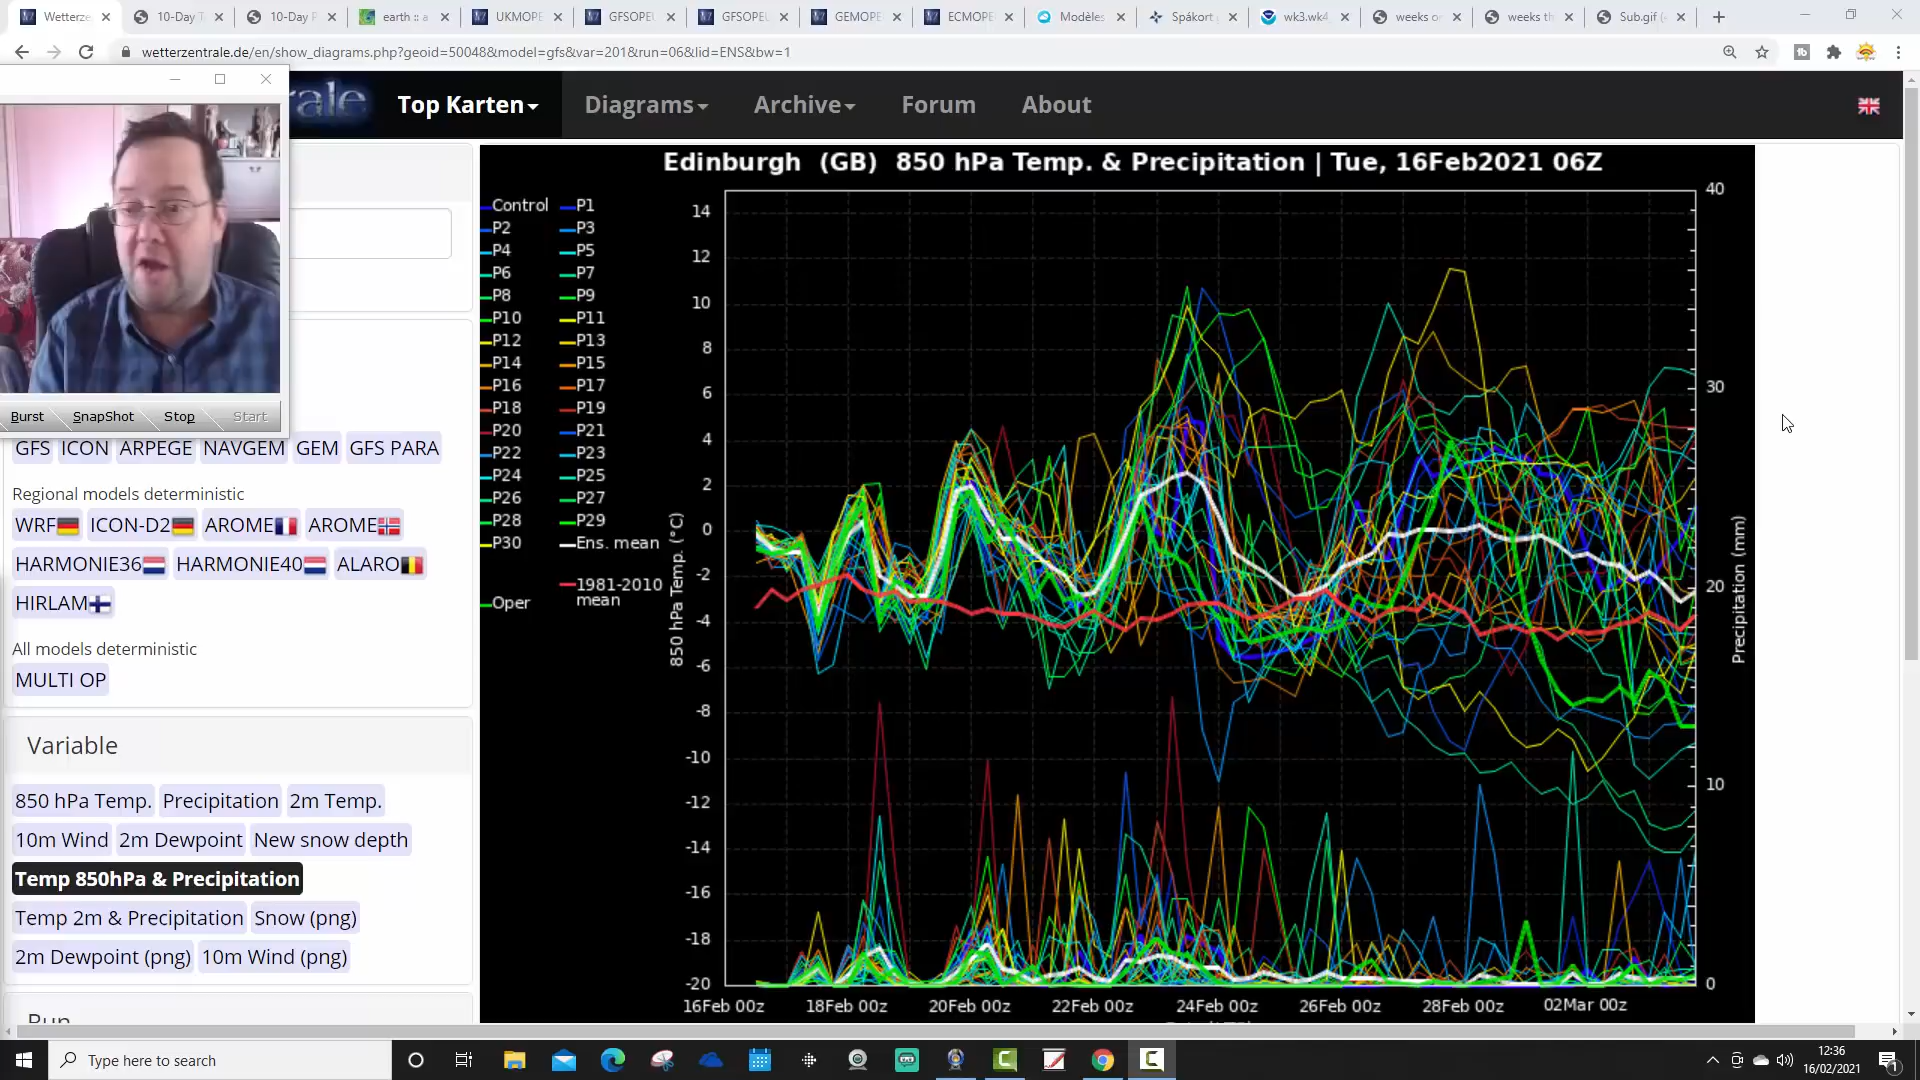 Wetterze
10-Day T
10-Day P
earth :: a
UKMOPE
GFSOPEU
GFSOPEU
GEMOPE
ECMOPE
Modèles
Spákort
wk3.wk4
weeks on
weeks th
Sub.gif (
wetterzentrale.de/en/show_diagrams.php?geoid=50048&model=gfs&var=201&run=06&lid=ENS&bw=1
rale
Top Karten
Diagrams
Archive
Forum
About
Burst
SnapShot
Stop
Start
GFS ICON ARPEGE NAVGEM GEM GFS PARA
Regional models deterministic
WRF ICON-D2 AROME AROME
HARMONIE36 HARMONIE40 ALARO
HIRLAM
All models deterministic
MULTI OP
Variable
850 hPa Temp. Precipitation 2m Temp.
10m Wind 2m Dewpoint New snow depth
Temp 850hPa & Precipitation
Temp 2m & Precipitation Snow (png)
2m Dewpoint (png) 10m Wind (png)
Run
Edinburgh (GB) 850 hPa Temp. & Precipitation | Tue, 16Feb2021 06Z
Control P1
P2 P3
P4 P5
P6 P7
P8 P9
P10 P11
P12 P13
P14 P15
P16 P17
P18 P19
P20 P21
P22 P23
P24 P25
P26 P27
P28 P29
P30 Ens. mean
Oper 1981-2010
mean
850 hPa Temp. (°C)
14
12
10
8
6
4
2
0
-2
-4
-6
-8
-10
-12
-14
-16
-18
-20
40
30
20
10
0
Precipitation (mm)
16Feb 00z 18Feb 00z 20Feb 00z 22Feb 00z 24Feb 00z 26Feb 00z 28Feb 00z 02Mar 00z
Type here to search
12:36
16/02/2021
1